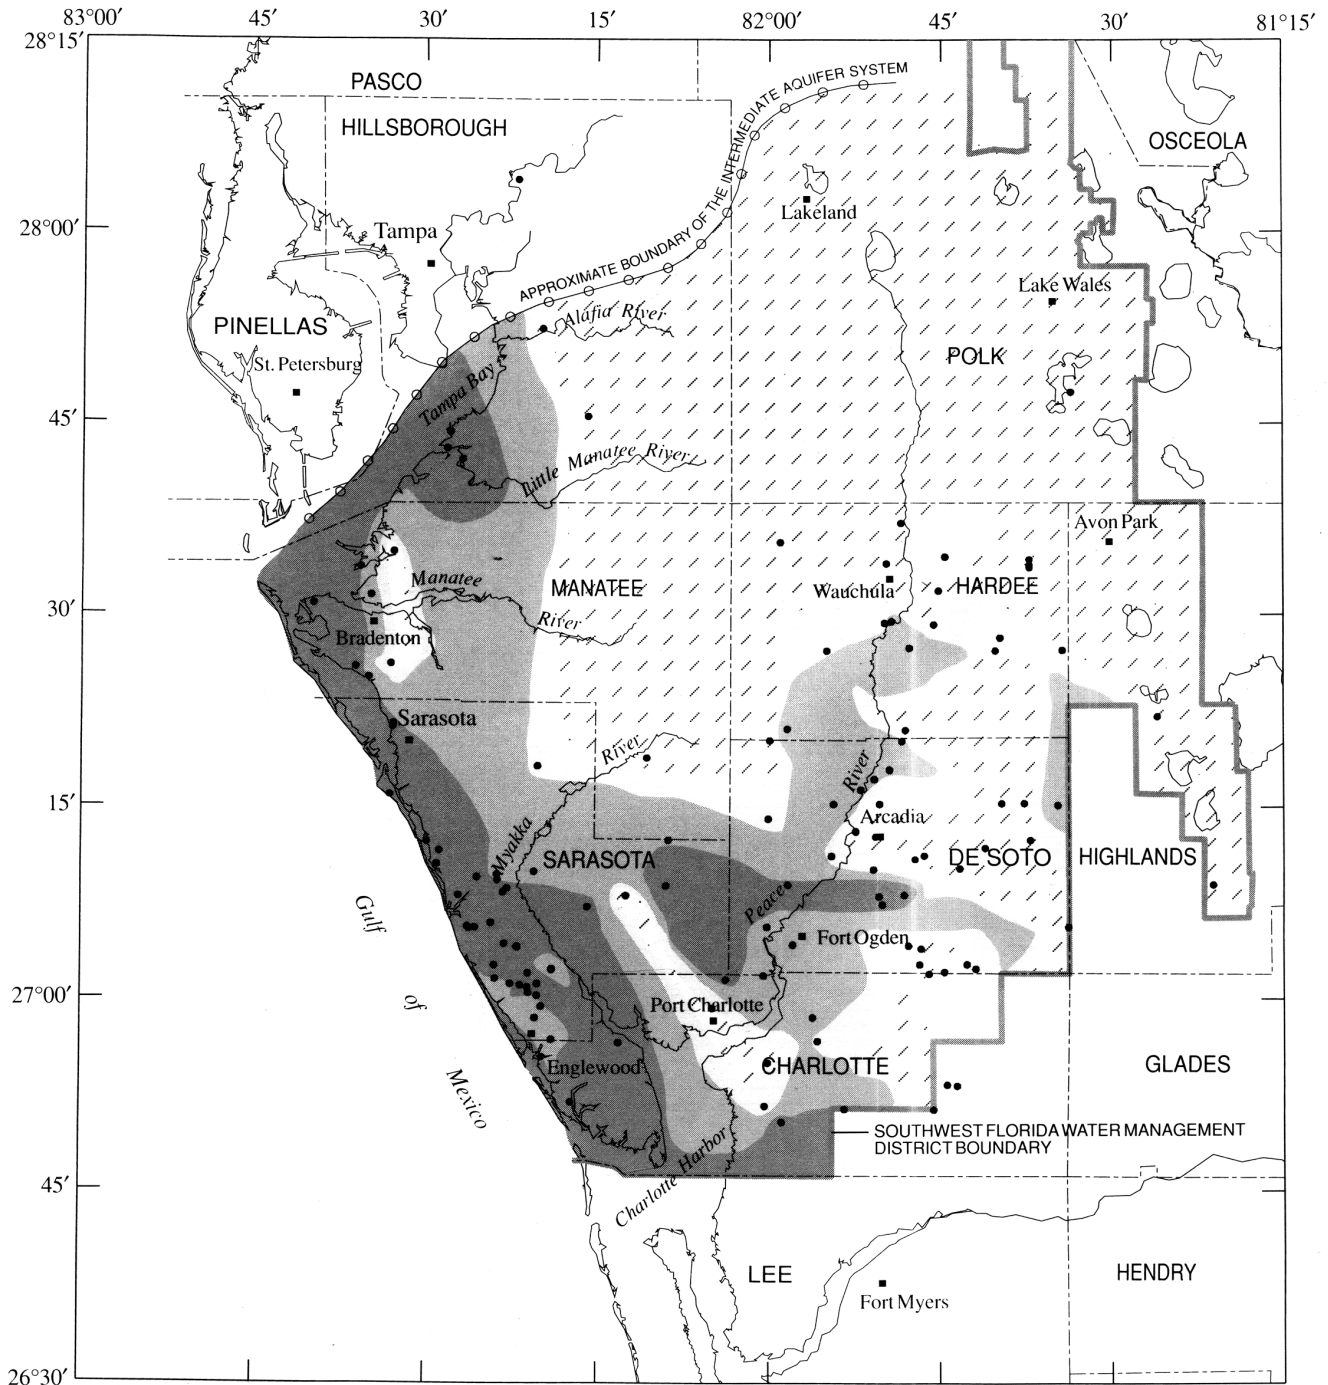 83°00′ 45′ 30′ 15′ 82°00′ 45′ 30′ 81°15′
28°15′
PASCO
APPROXIMATE BOUNDARY OF THE INTERMEDIATE AQUIFER SYSTEM
HILLSBOROUGH
OSCEOLA
Lakeland
28°00′
Tampa
Lake Wales
Alafia River
PINELLAS
POLK
St. Petersburg
Tampa Bay
45′
Little Manatee River
Avon Park
Manatee
River
MANATEE
Wauchula
HARDEE
30′
Bradenton
Sarasota
River
Myakka
River
15′
Arcadia
SARASOTA
DE SOTO
HIGHLANDS
Peace
Gulf
of
Mexico
Fort Ogden
27°00′
Port Charlotte
Englewood
CHARLOTTE
GLADES
SOUTHWEST FLORIDA WATER MANAGEMENT
DISTRICT BOUNDARY
Charlotte Harbor
45′
LEE
HENDRY
Fort Myers
26°30′